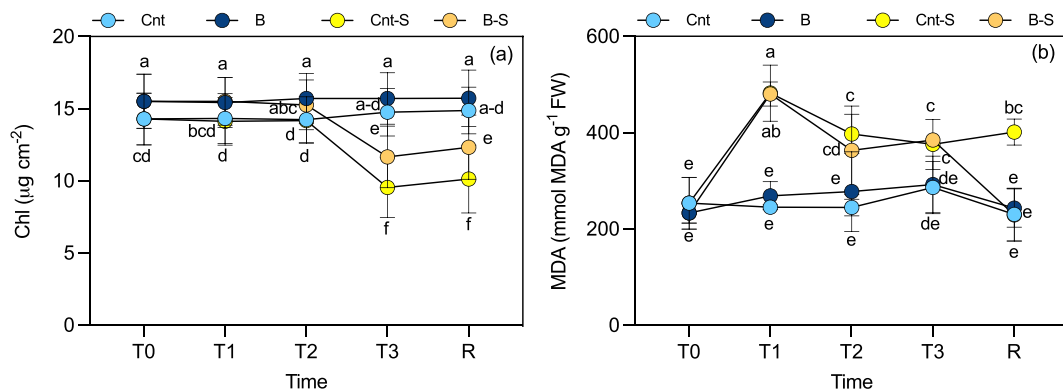 Cnt B Cnt-S B-S
20
15
10
5
0
Chl (µg cm⁻²)
(a)
a a a a a
abc a-d a-d
bcd d e e
cd d d
f f
T0 T1 T2 T3 R
Time
Cnt B Cnt-S B-S
600
400
200
0
MDA (mmol MDA g⁻¹ FW)
(b)
a
c c bc
ab
cd c
e e e de e
e
e e e de e
T0 T1 T2 T3 R
Time